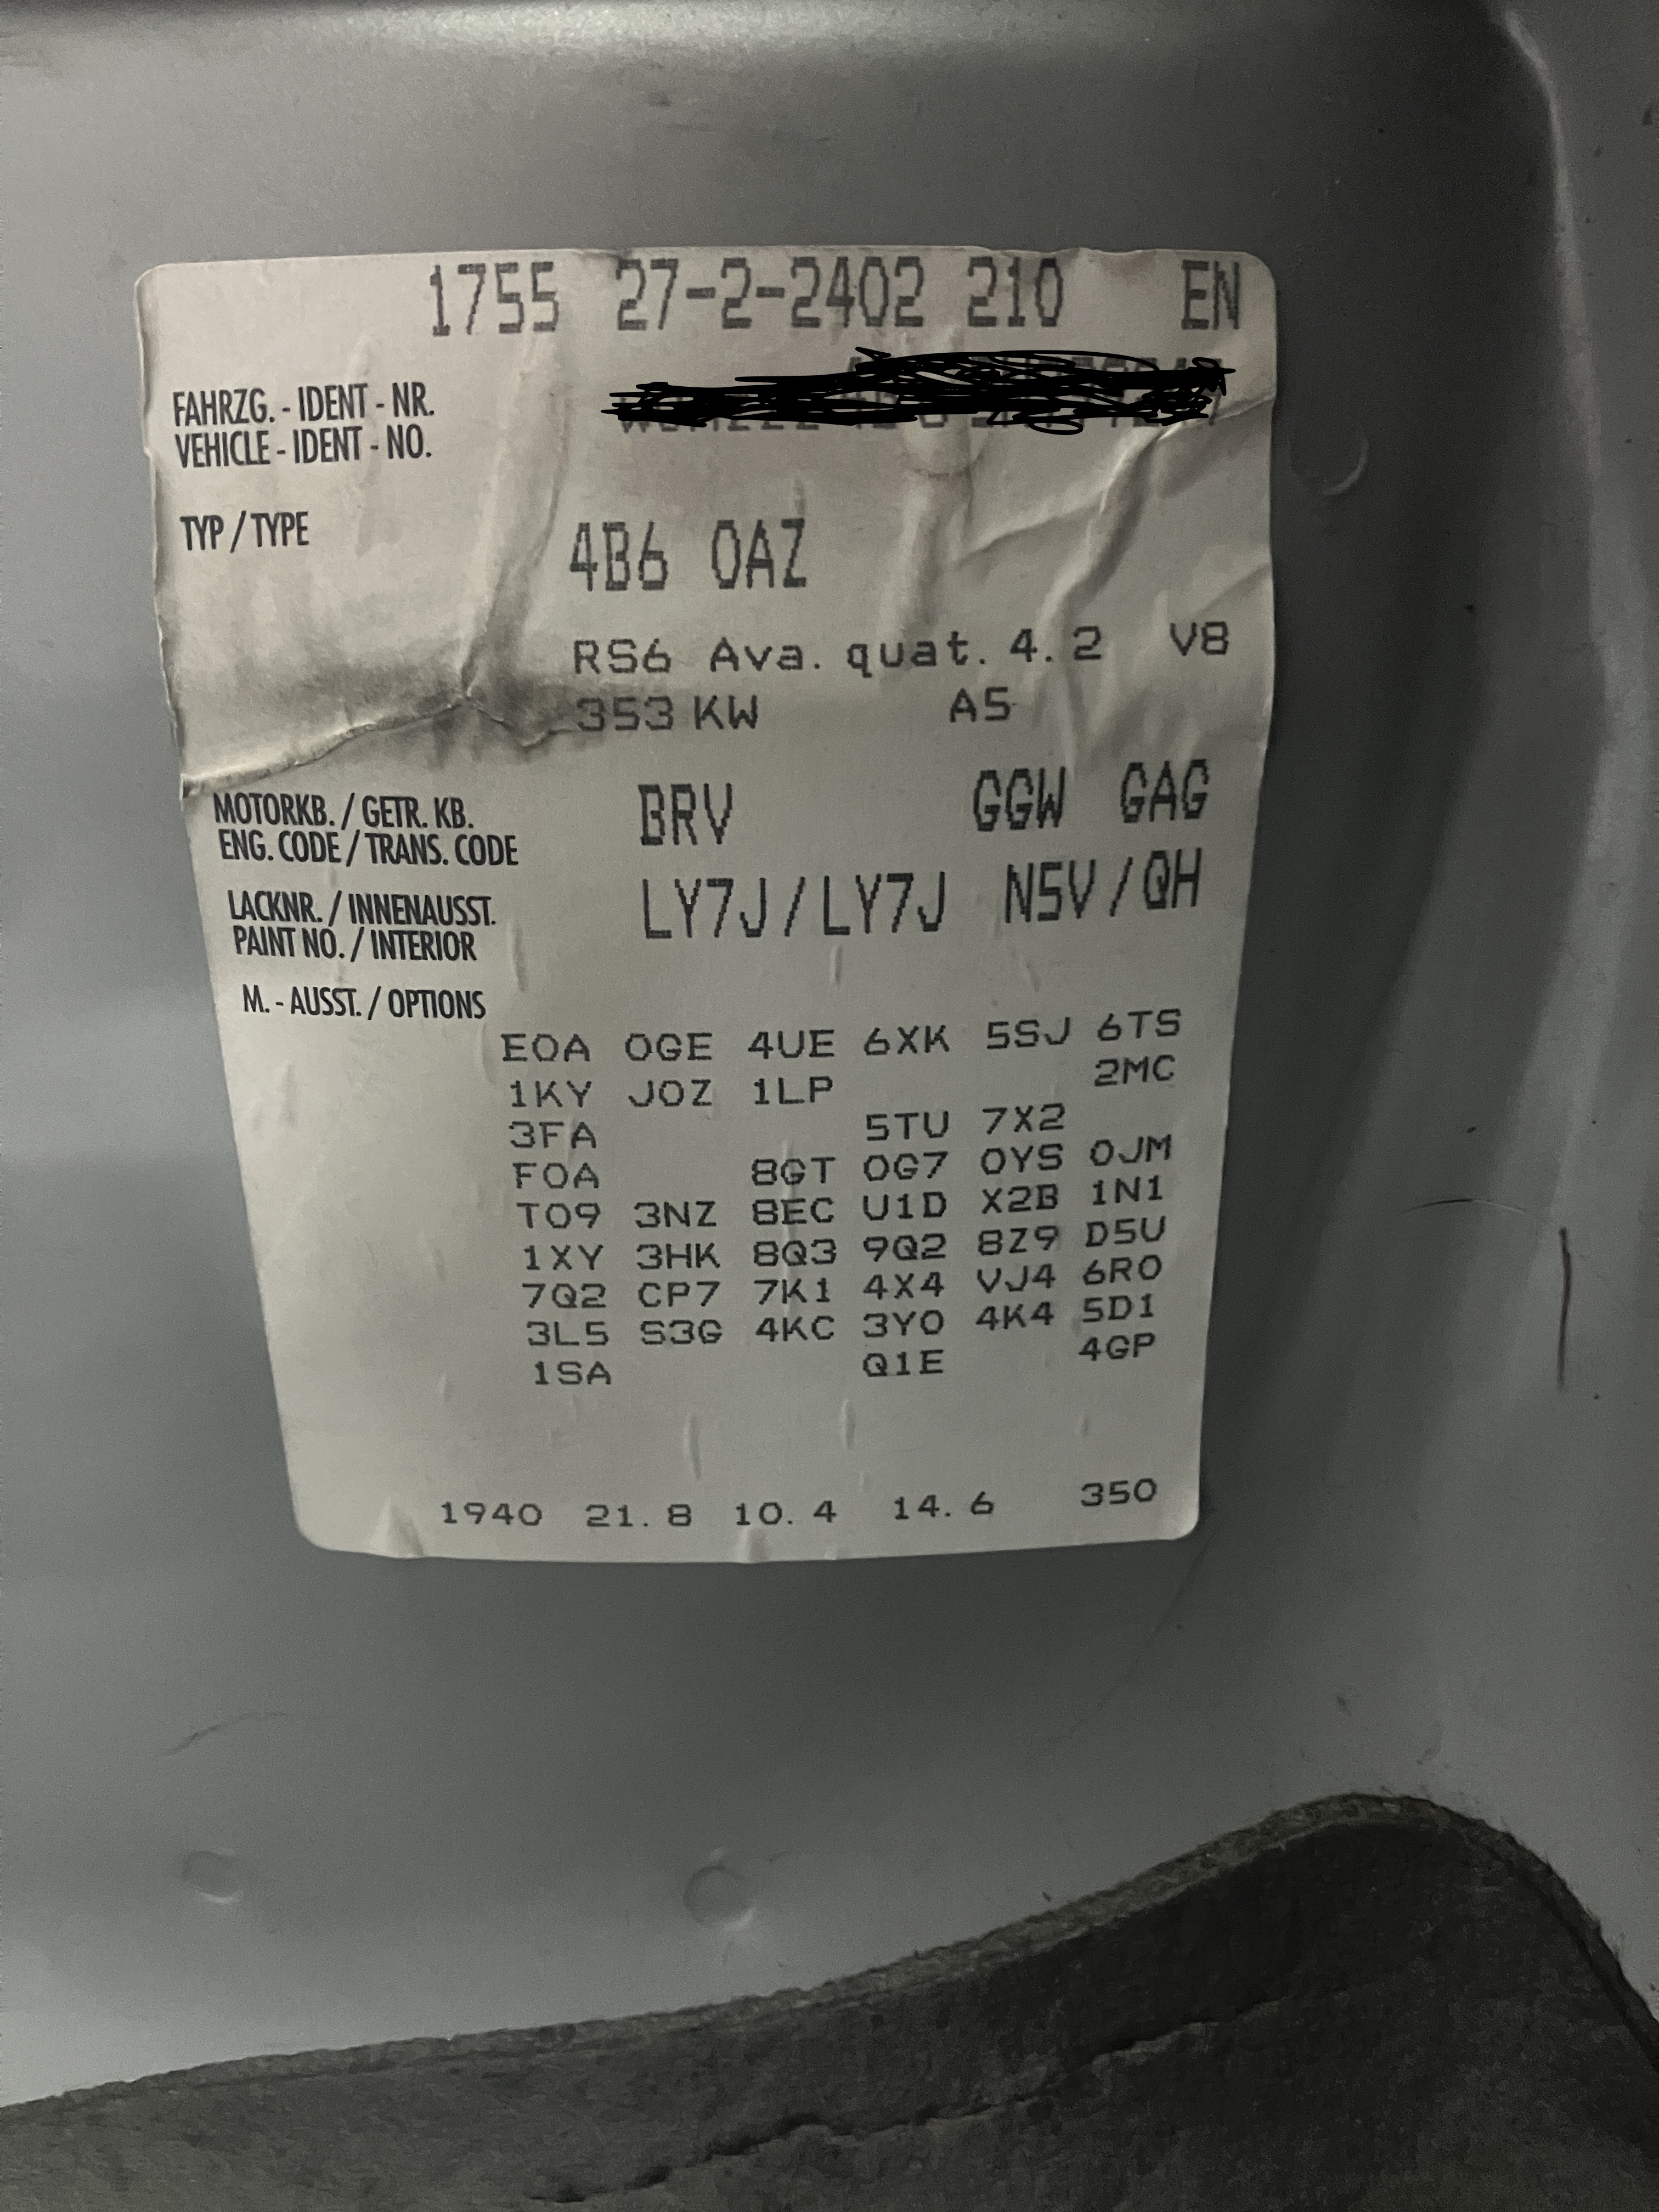 1755 27-2-2402 210 EN
FAHRZG. - IDENT - NR.
VEHICLE - IDENT - NO.
TYP / TYPE
4B6 0AZ
RS6 Ava. quat. 4.2 V8
353 KW A5
MOTORKB. / GETR. KB.
ENG. CODE / TRANS. CODE
BRV GGW GAG
LACKNR. / INNENAUSST.
PAINT NO. / INTERIOR
LY7J/LY7J N5V/QH
M. - AUSST. / OPTIONS
E0A 0GE 4UE 6XK 5SJ 6TS
1KY J0Z 1LP 2MC
3FA 5TU 7X2
F0A 8GT 0G7 0YS 0JM
T09 3NZ 8EC U1D X2B 1N1
1XY 3HK 8Q3 9Q2 8Z9 D5U
7Q2 CP7 7K1 4X4 VJ4 6R0
3L5 S3G 4KC 3Y0 4K4 5D1
1SA Q1E 4GP
1940 21.8 10.4 14.6 350